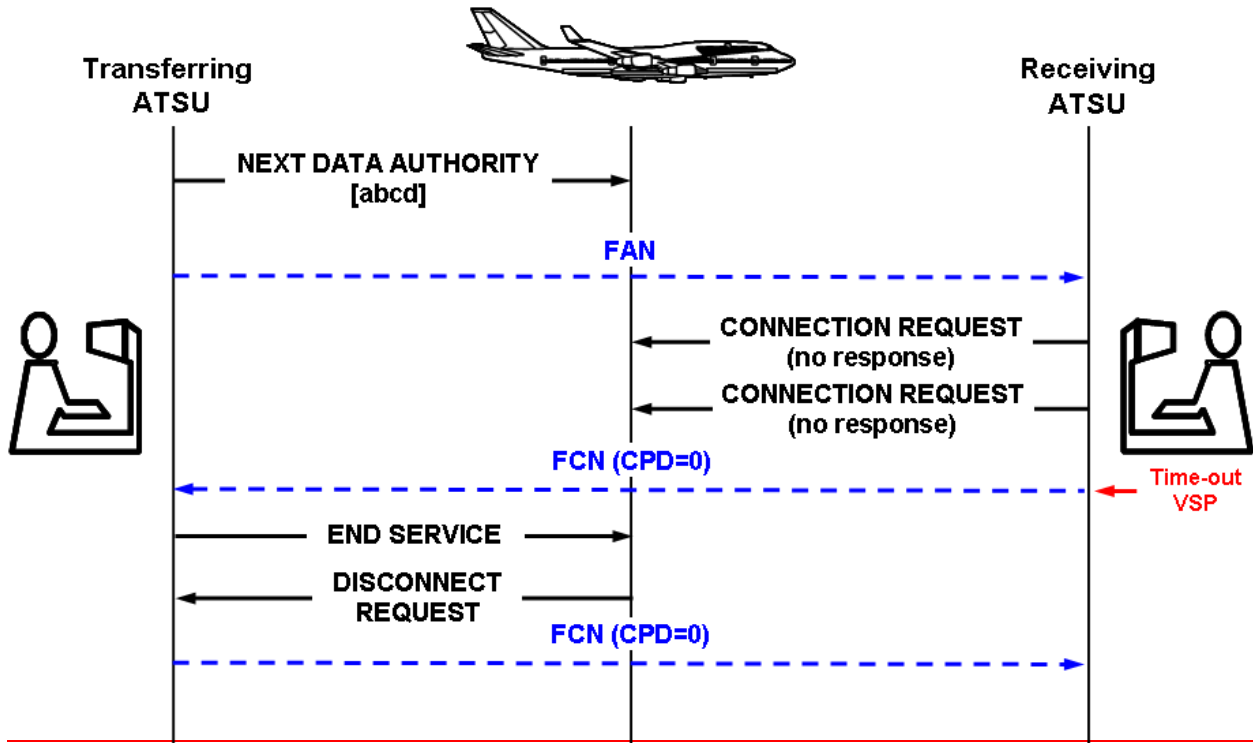 Transferring
ATSU
Receiving
ATSU
NEXT DATA AUTHORITY
[abcd]
FAN
CONNECTION REQUEST
(no response)
CONNECTION REQUEST
(no response)
FCN (CPD=0)
Time-out
VSP
END SERVICE
DISCONNECT
REQUEST
FCN (CPD=0)